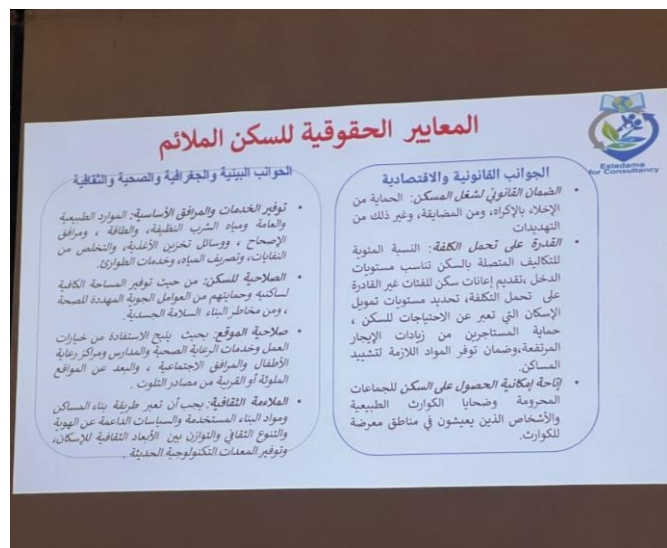 المعايير الحقوقية للسكن الملائم
Estedama
for Consultancy
الجوانب القانونية والاقتصادية
• الضمان القانوني لشغل المسكن: الحماية من
الإخلاء بالإكراه، ومن المضايقة، وغير ذلك من
التهديدات
• القدرة على تحمل الكلفة: النسبة المئوية
للتكاليف المتصلة بالسكن تناسب مستويات
الدخل ،تقديم إعانات سكن للفئات غير القادرة
على تحمل التكلفة، تحديد مستويات تمويل
الإسكان التي تعبر عن الاحتياجات للسكن ،
حماية المستاجرين من زيادات الإيجار
المرتفعة،وضمان توفر المواد اللازمة لتشييد
المساكن.
• إتاحة إمكانية الحصول على السكن للجماعات
المحرومة وضحايا الكوارث الطبيعية
والأشخاص الذين يعيشون في مناطق معرضة
للكوارث.
الجوانب البيئية والجغرافية والصحية والثقافية
• توفير الخدمات والمرافق الأساسية: الموارد الطبيعية
والعامة ومياه الشرب النظيفة، والطاقة ، ومرافق
الإصحاح ، ووسائل تخزين الأغذية، والتخلص من
النفايات، وتصريف المياه، وخدمات الطوارئ.
• الصلاحية للسكن: من حيث توفير المساحة الكافية
لساكنيه وحمايتهم من العوامل الجوية المهددة للصحة
، ومن مخاطر البناء السلامة الجسدية.
• صلاحية الموقع: بحيث يتيح الاستفادة من خيارات
العمل وخدمات الرعاية الصحية والمدارس ومراكز رعاية
الأطفال والمرافق الاجتماعية ، والبعد عن المواقع
الملوثة أو القريبة من مصادر التلوث .
• الملاءمة الثقافية: يجب أن تعبر طريقة بناء المساكن
ومواد البناء المستخدمة والسياسات الداعمة عن الهوية
والتنوع الثقافي والتوازن بين الأبعاد الثقافية للإسكان،
وتوفير المعدات التكنولوجية الحديثة .